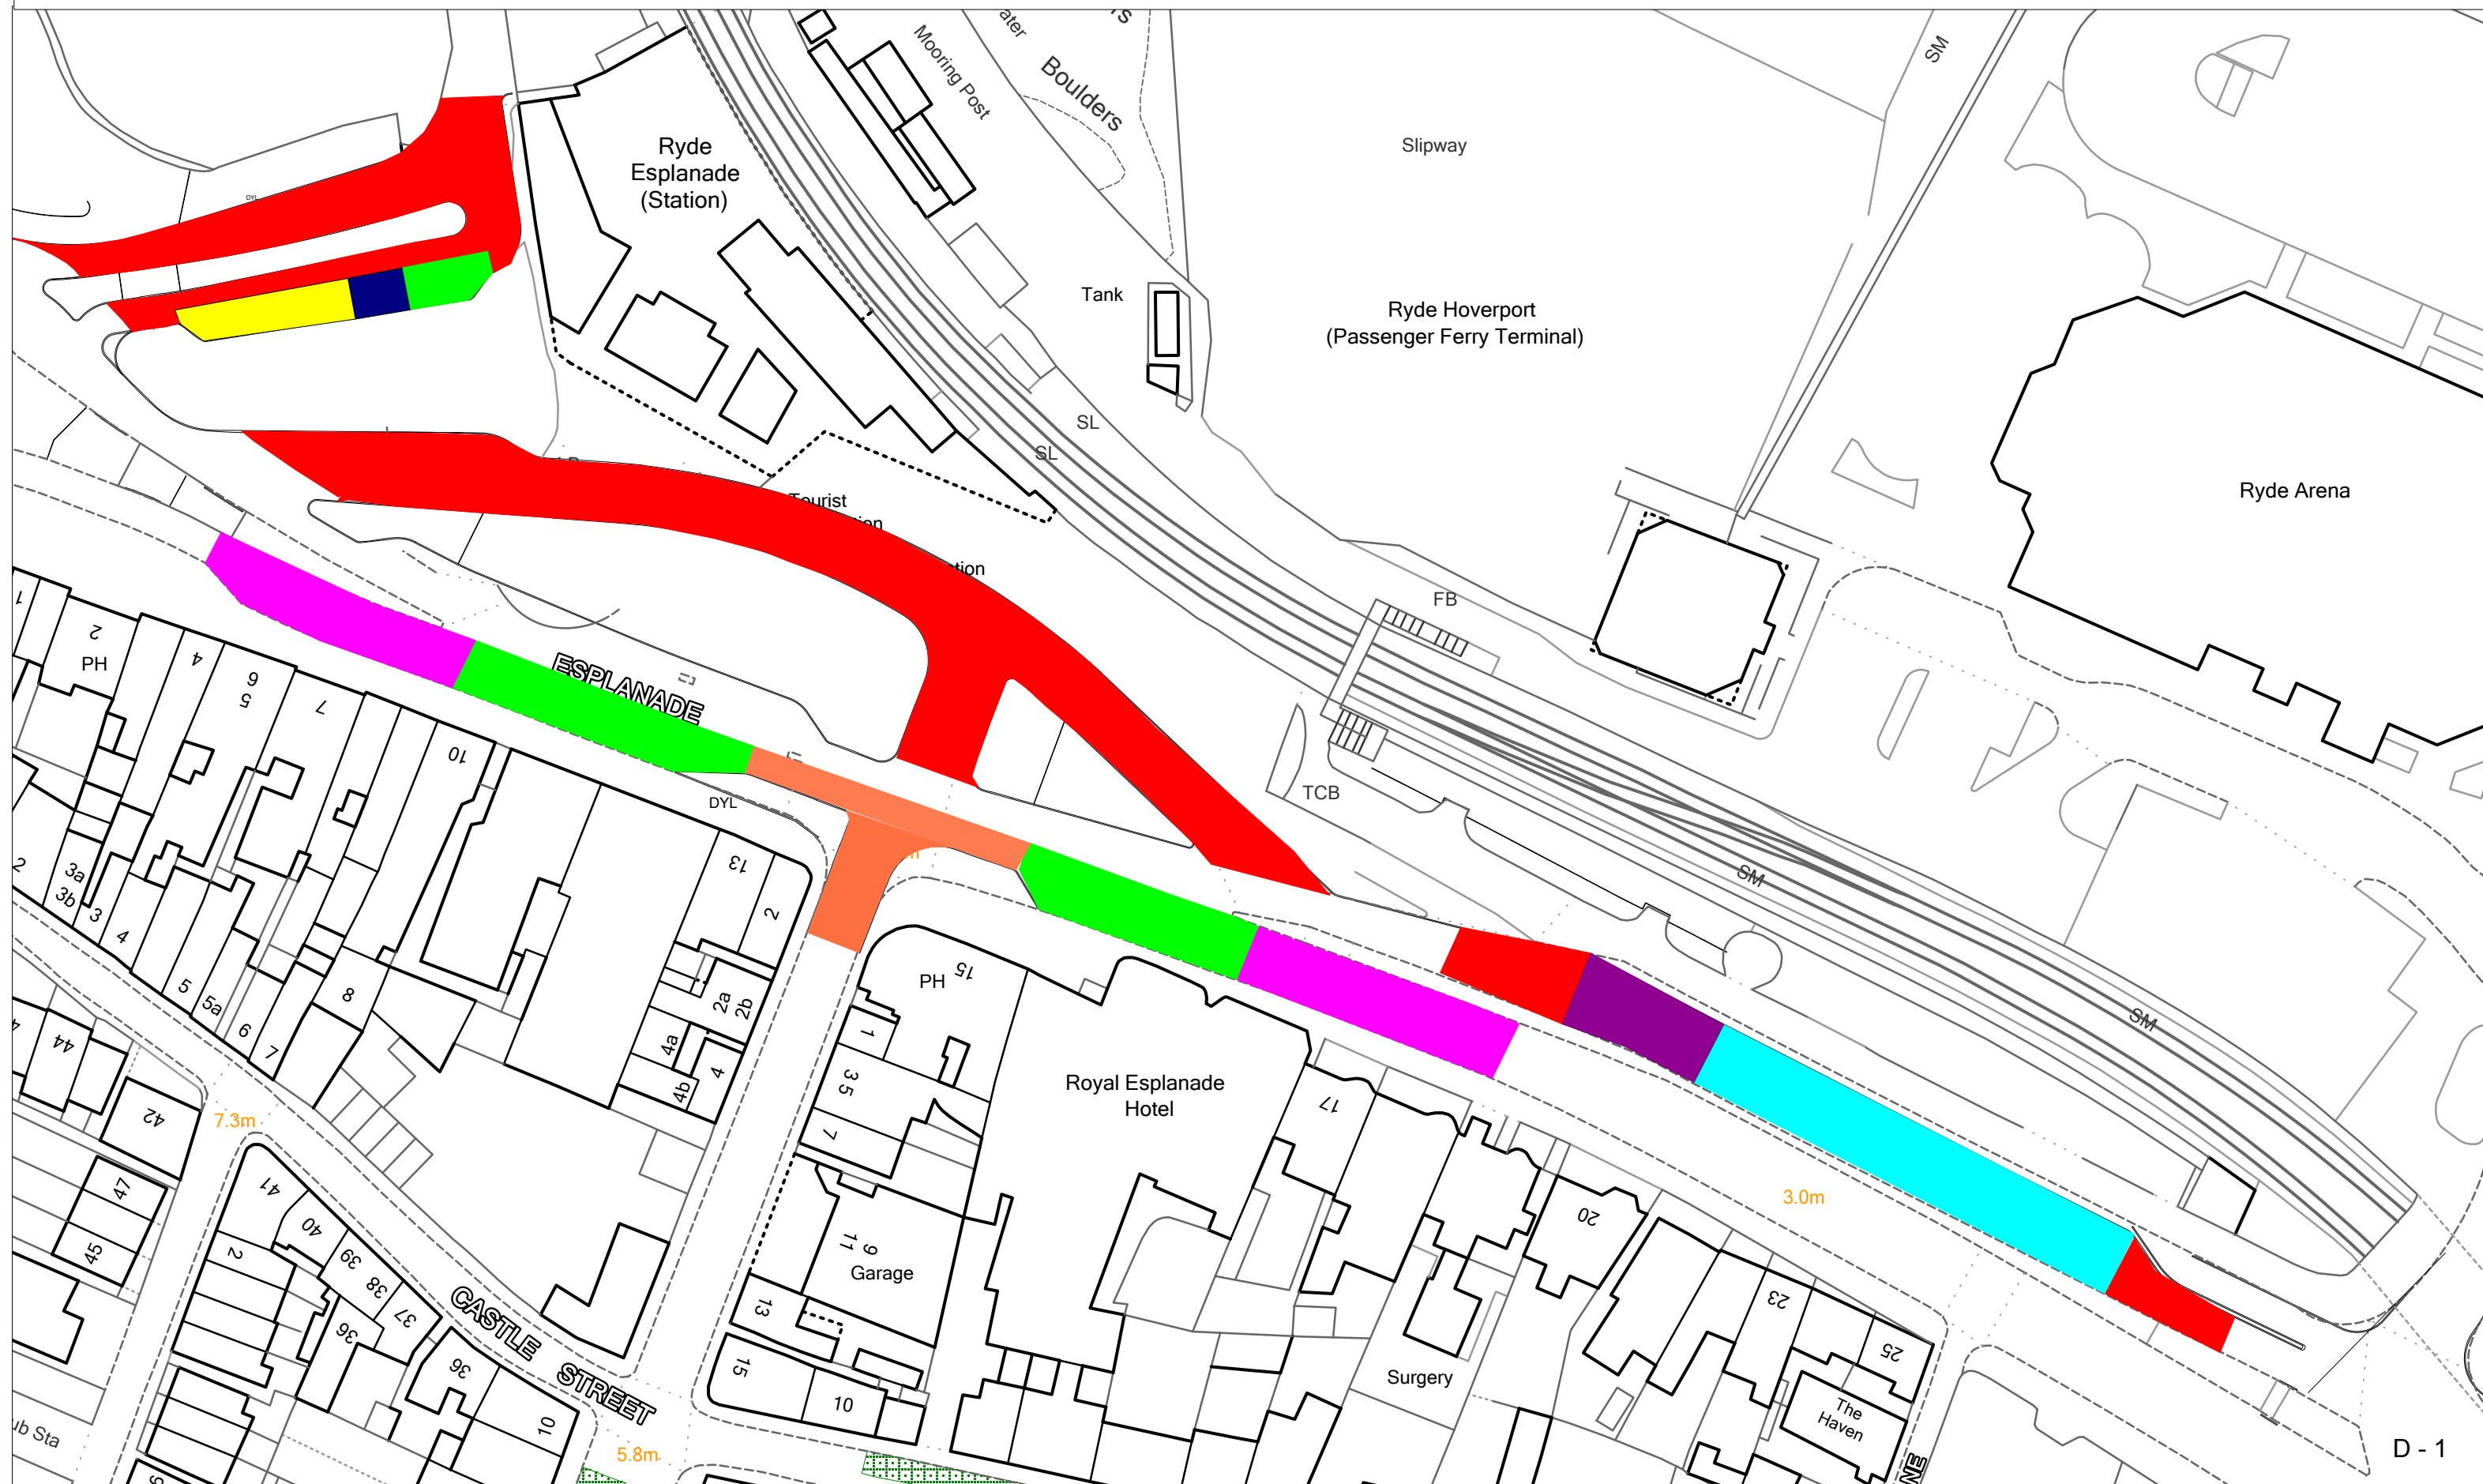 Mooring Post
Boulders
SM
Ryde
Esplanade
(Station)
Slipway
DYL
Tank
Ryde Hoverport
(Passenger Ferry Terminal)
SL
SL
Ryde Arena
Tourist
FB
1
2
PH
4
6
5
7
10
ESPLANADE
DYL
TCB
SM
13
2
2
3a
3b
3
4
5
5a
6
7
8
2a
2b
4a
4b
4
PH
15
1
3 5
7
Royal Esplanade
Hotel
17
20
SM
3.0m
44
42
7.3m
47
45
41
40
39
38
37
2
36
36
10
CASTLE
STREET
9
11
Garage
13
15
10
5.8m
Surgery
23
25
The
Haven
D - 1